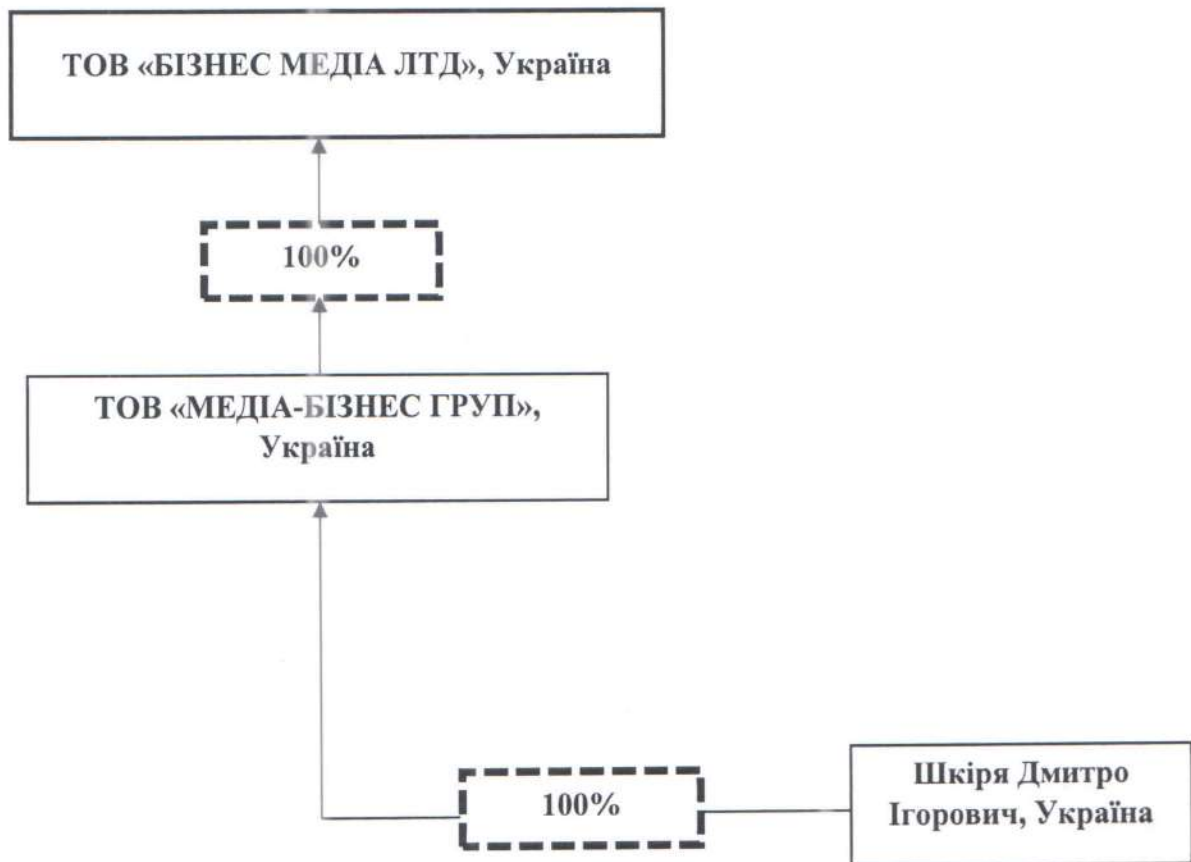 ТОВ «БІЗНЕС МЕДІА ЛТД», Україна
100%
ТОВ «МЕДІА-БІЗНЕС ГРУП»,
Україна
100%
Шкіря Дмитро
Ігорович, Україна